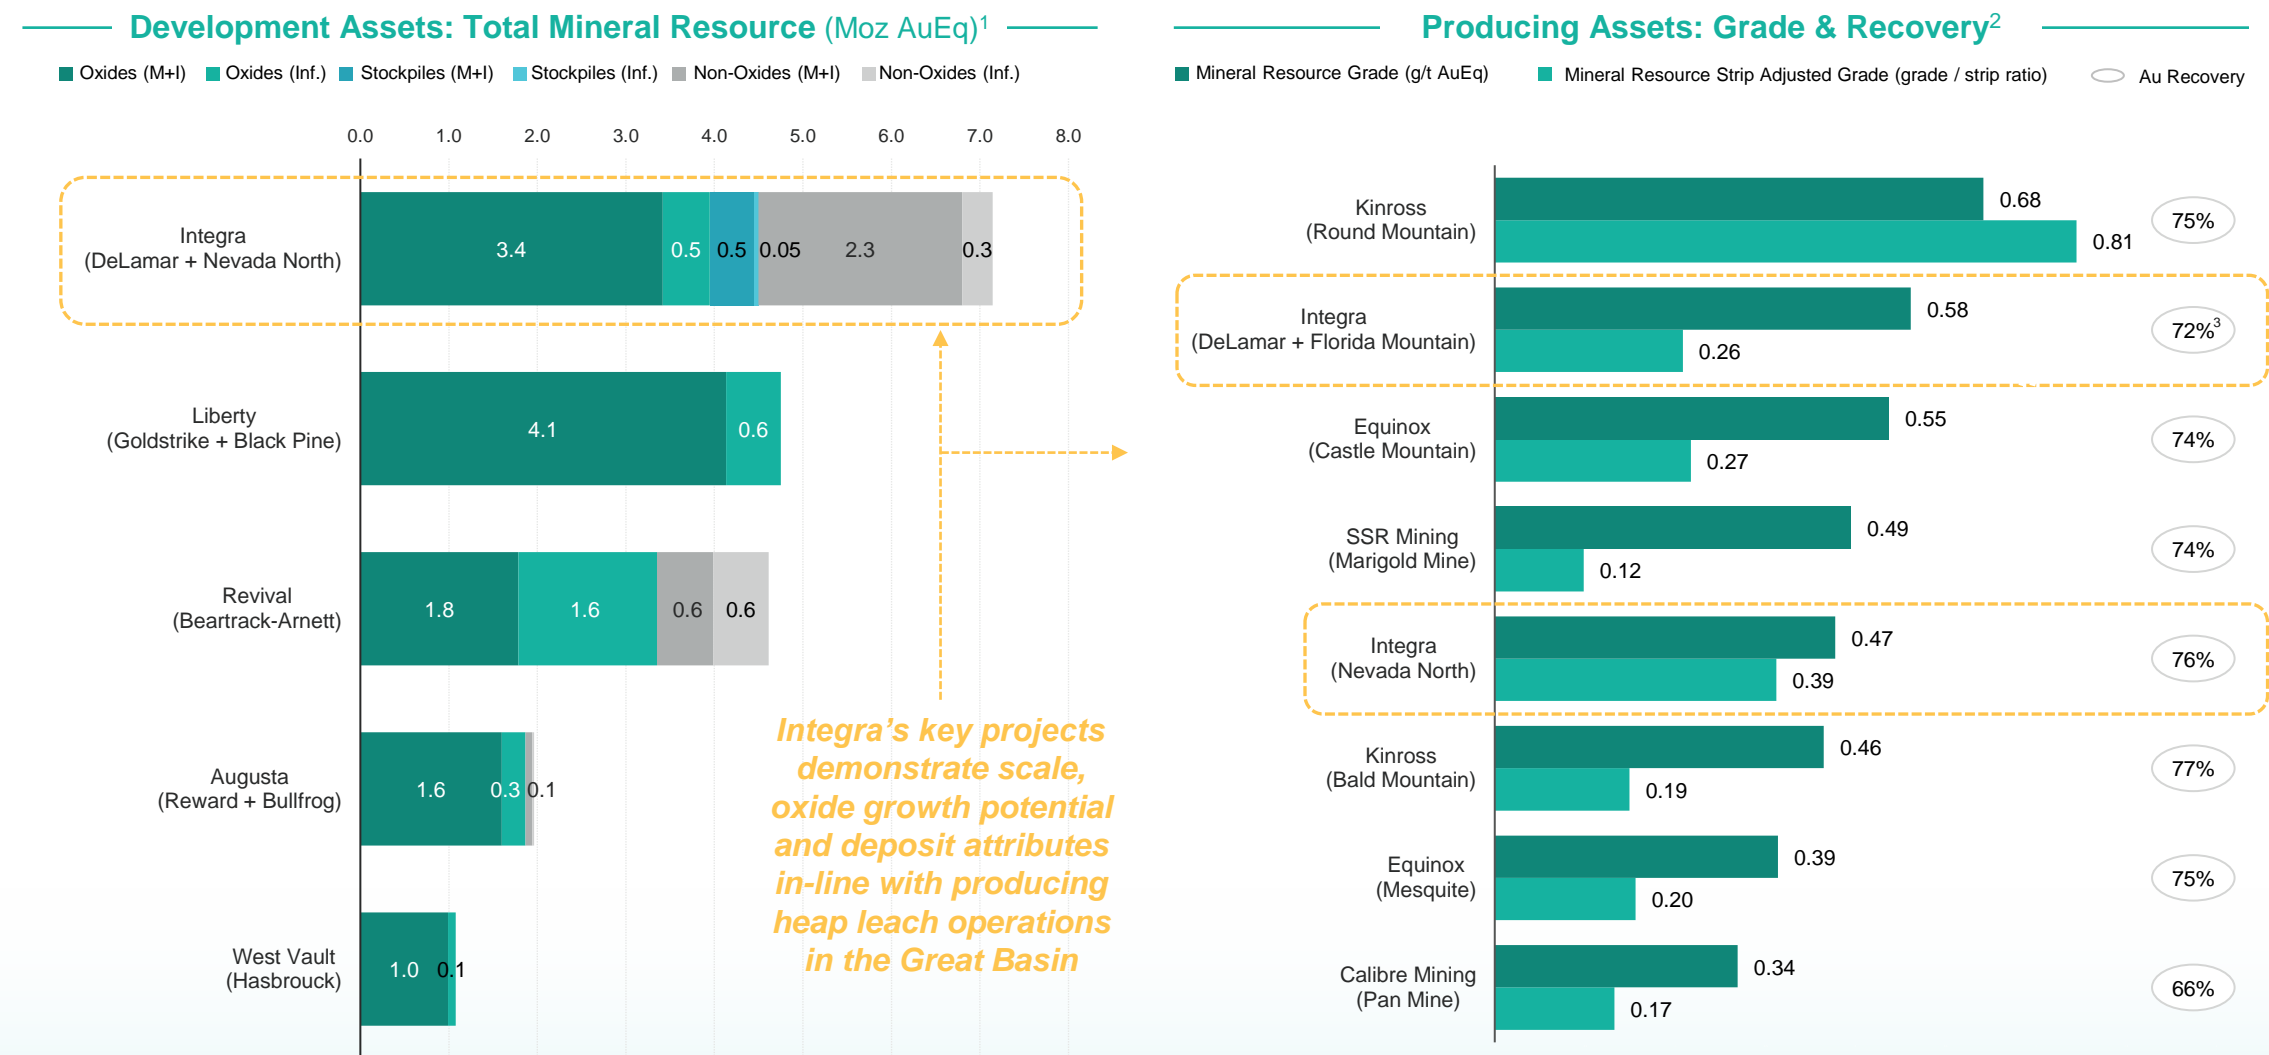 Development Assets: Total Mineral Resource (Moz AuEq)¹
Oxides (M+I) Oxides (Inf.) Stockpiles (M+I) Stockpiles (Inf.) Non-Oxides (M+I) Non-Oxides (Inf.)
0.0 1.0 2.0 3.0 4.0 5.0 6.0 7.0 8.0
Integra
(DeLamar + Nevada North)
3.4 0.5 0.5 0.05 2.3 0.3
Liberty
(Goldstrike + Black Pine)
4.1 0.6
Revival
(Beartrack-Arnett)
1.8 1.6 0.6 0.6
Augusta
(Reward + Bullfrog)
1.6 0.3 0.1
West Vault
(Hasbrouck)
1.0 0.1
Integra’s key projects
demonstrate scale,
oxide growth potential
and deposit attributes
in-line with producing
heap leach operations
in the Great Basin
Producing Assets: Grade & Recovery²
Mineral Resource Grade (g/t AuEq) Mineral Resource Strip Adjusted Grade (grade / strip ratio) Au Recovery
Kinross
(Round Mountain)
0.68
0.81
75%
Integra
(DeLamar + Florida Mountain)
0.58
0.26
72%³
Equinox
(Castle Mountain)
0.55
0.27
74%
SSR Mining
(Marigold Mine)
0.49
0.12
74%
Integra
(Nevada North)
0.47
0.39
76%
Kinross
(Bald Mountain)
0.46
0.19
77%
Equinox
(Mesquite)
0.39
0.20
75%
Calibre Mining
(Pan Mine)
0.34
0.17
66%